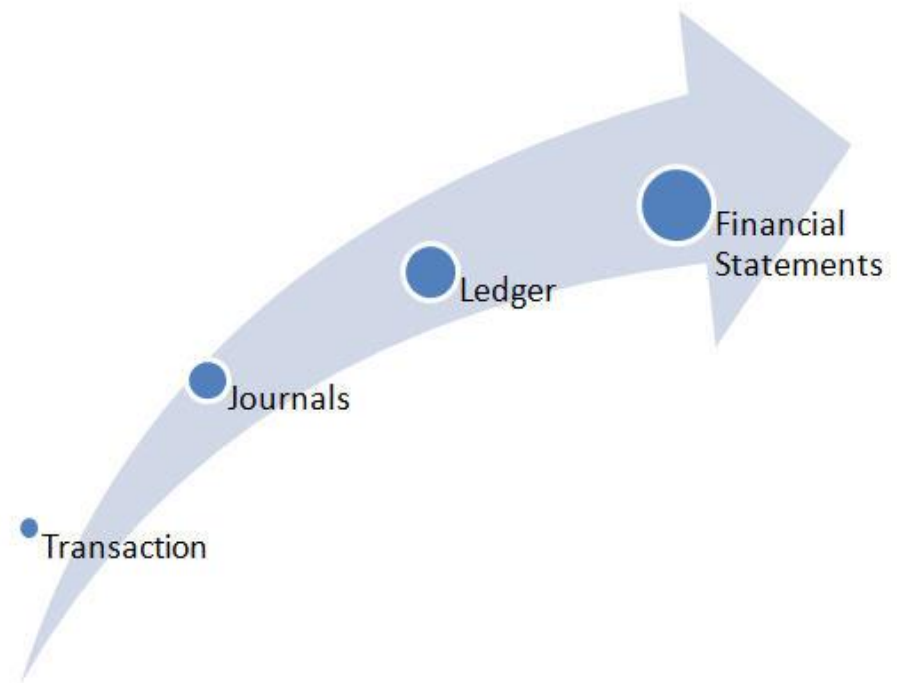 Financial
Statements
Ledger
Journals
Transaction